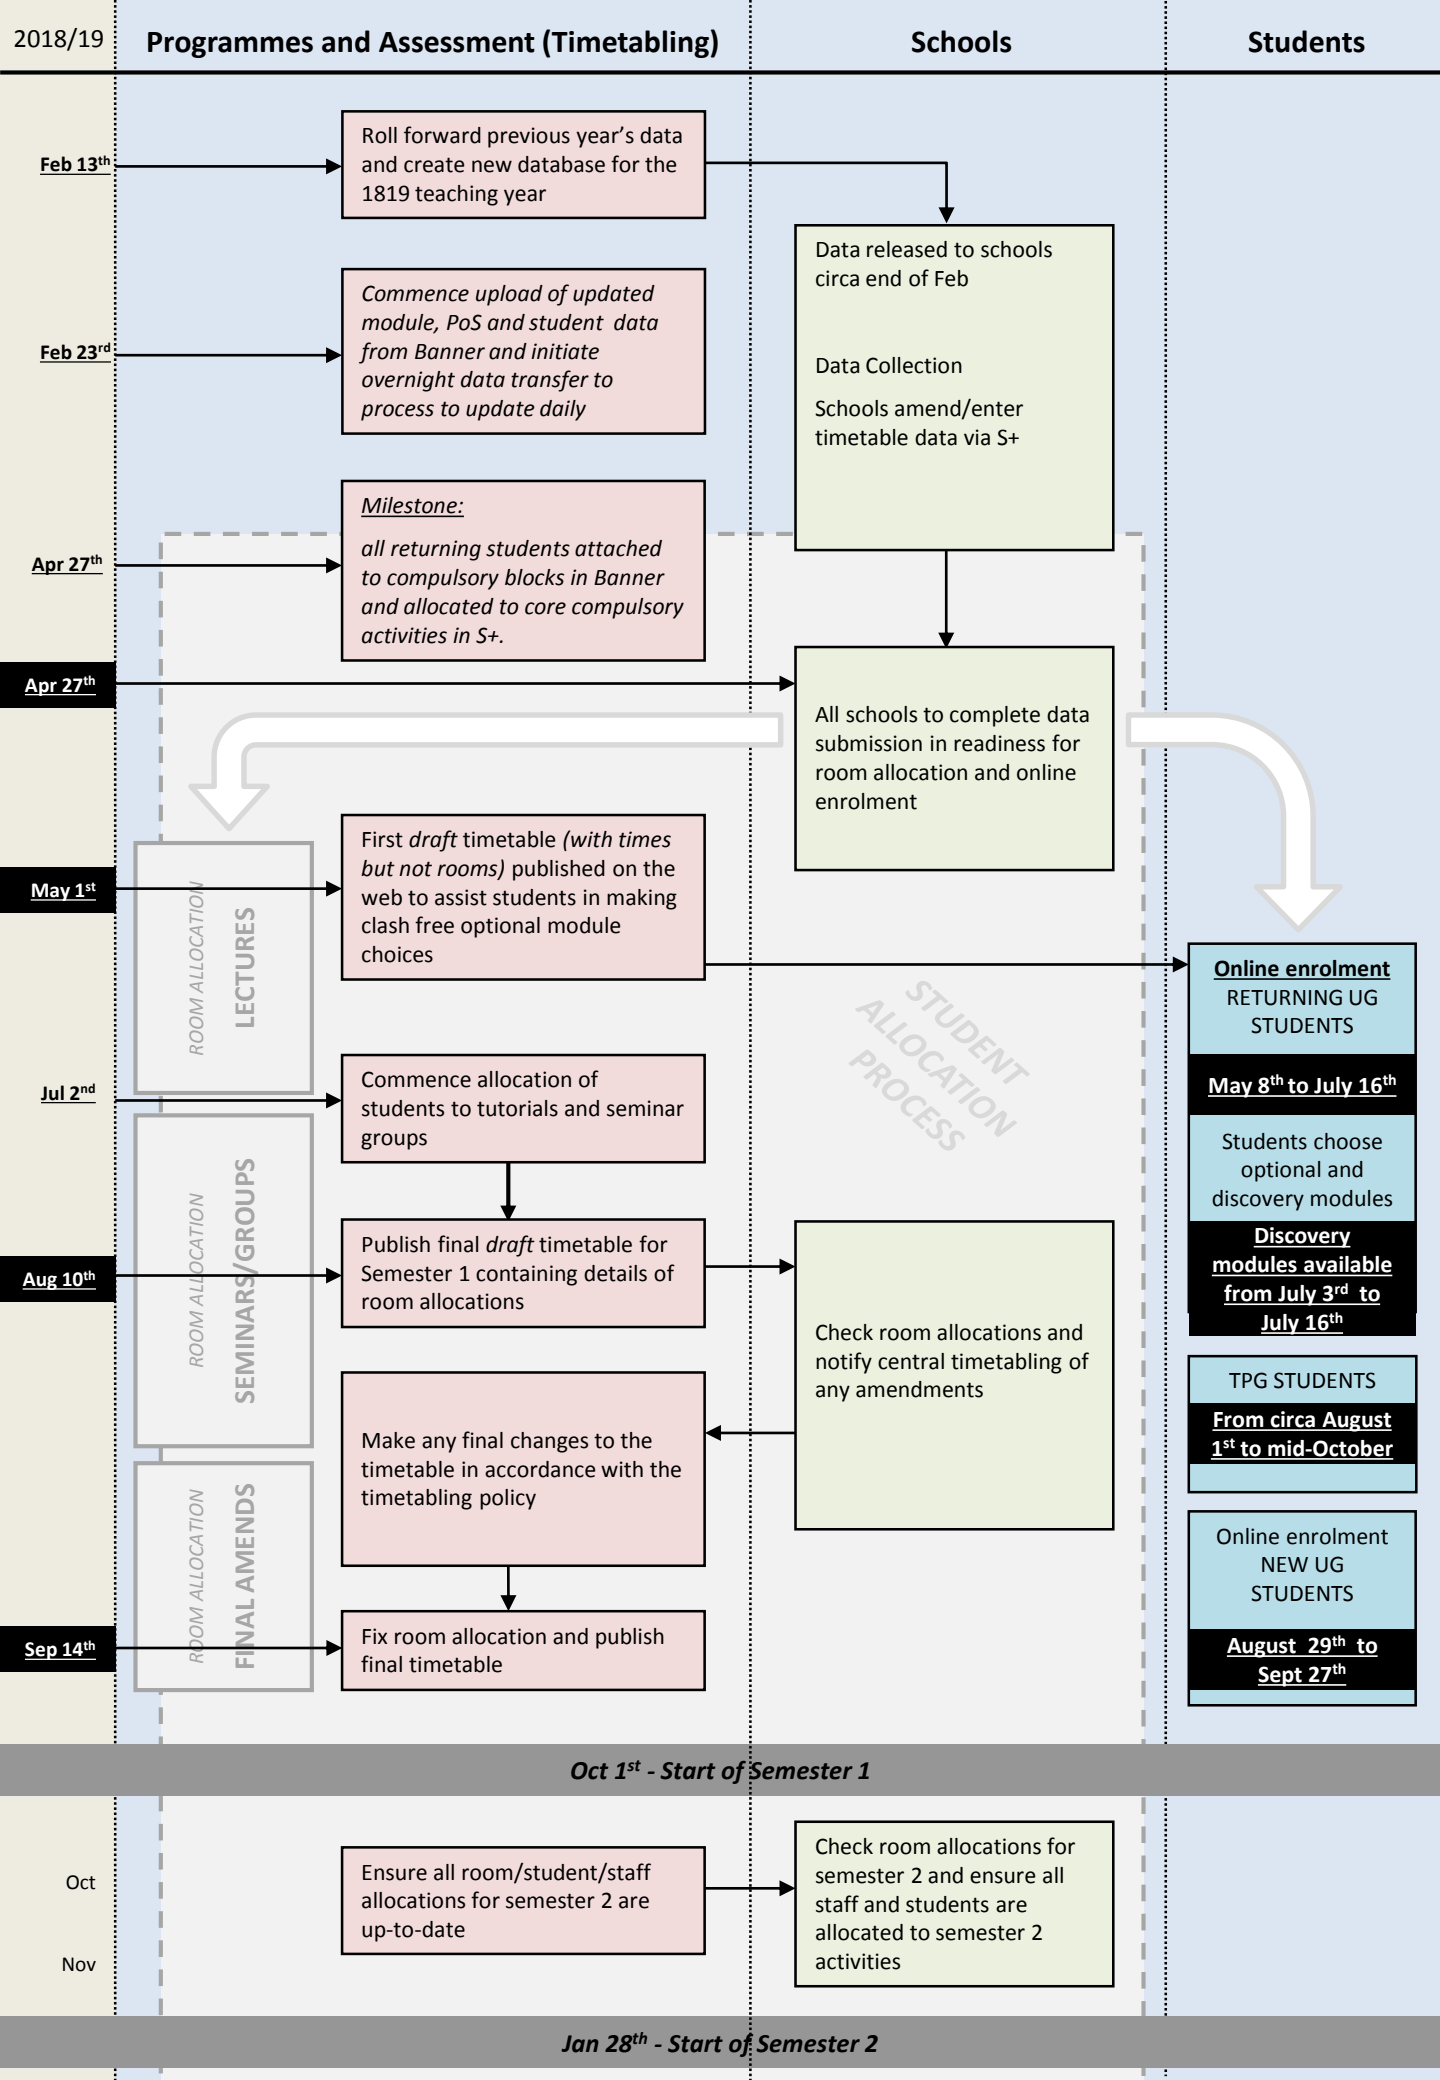 2018/19
Programmes and Assessment (Timetabling)
Schools
Students
Feb 13th
Roll forward previous year's data
and create new database for the
1819 teaching year
Data released to schools
circa end of Feb
Data Collection
Schools amend/enter
timetable data via S+
Feb 23rd
Commence upload of updated
module, PoS and student data
from Banner and initiate
overnight data transfer to
process to update daily
Apr 27th
Milestone:
all returning students attached
to compulsory blocks in Banner
and allocated to core compulsory
activities in S+.
Apr 27th
All schools to complete data
submission in readiness for
room allocation and online
enrolment
May 1st
First draft timetable (with times
but not rooms) published on the
web to assist students in making
clash free optional module
choices
ROOM ALLOCATION
LECTURES
STUDENT
ALLOCATION
PROCESS
Online enrolment
RETURNING UG
STUDENTS
May 8th to July 16th
Students choose
optional and
discovery modules
Discovery
modules available
from July 3rd to
July 16th
Jul 2nd
Commence allocation of
students to tutorials and seminar
groups
ROOM ALLOCATION
SEMINARS/GROUPS
Aug 10th
Publish final draft timetable for
Semester 1 containing details of
room allocations
Check room allocations and
notify central timetabling of
any amendments
TPG STUDENTS
From circa August
1st to mid-October
Make any final changes to the
timetable in accordance with the
timetabling policy
ROOM ALLOCATION
FINAL AMENDS
Online enrolment
NEW UG
STUDENTS
August 29th to
Sept 27th
Sep 14th
Fix room allocation and publish
final timetable
Oct 1st - Start of Semester 1
Oct
Nov
Ensure all room/student/staff
allocations for semester 2 are
up-to-date
Check room allocations for
semester 2 and ensure all
staff and students are
allocated to semester 2
activities
Jan 28th - Start of Semester 2